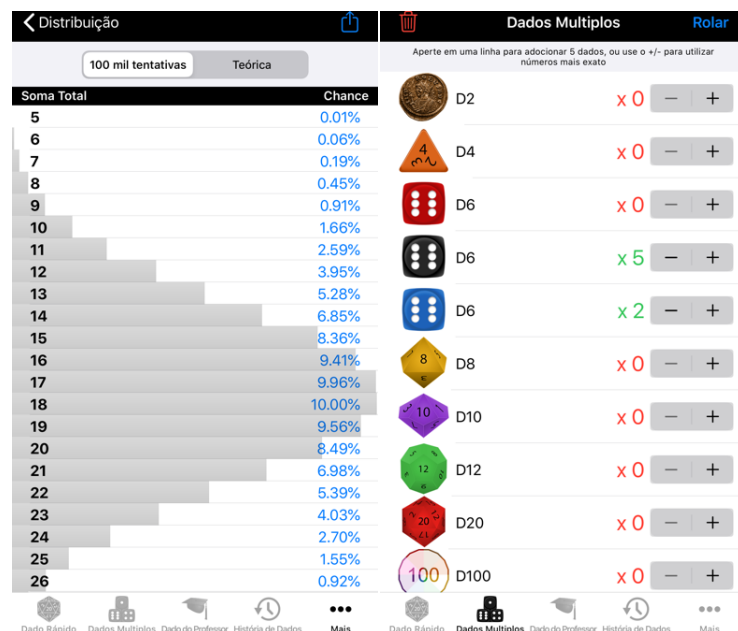 Distribuição
100 mil tentativas Teórica
Soma Total Chance
5 0.01%
6 0.06%
7 0.19%
8 0.45%
9 0.91%
10 1.66%
11 2.59%
12 3.95%
13 5.28%
14 6.85%
15 8.36%
16 9.41%
17 9.96%
18 10.00%
19 9.56%
20 8.49%
21 6.98%
22 5.39%
23 4.03%
24 2.70%
25 1.55%
26 0.92%
Dado Rápido Dados Multiplos Dado do Professor História de Dados Mais
Dados Multiplos Rolar
Aperte em uma linha para adocionar 5 dados, ou use o +/- para utilizar
números mais exato
D2 x 0 − +
4 D4 x 0 − +
D6 x 0 − +
D6 x 5 − +
D6 x 2 − +
8 D8 x 0 − +
10 D10 x 0 − +
12 D12 x 0 − +
20 D20 x 0 − +
100 D100 x 0 − +
Dado Rápido Dados Multiplos Dado do Professor História de Dados Mais